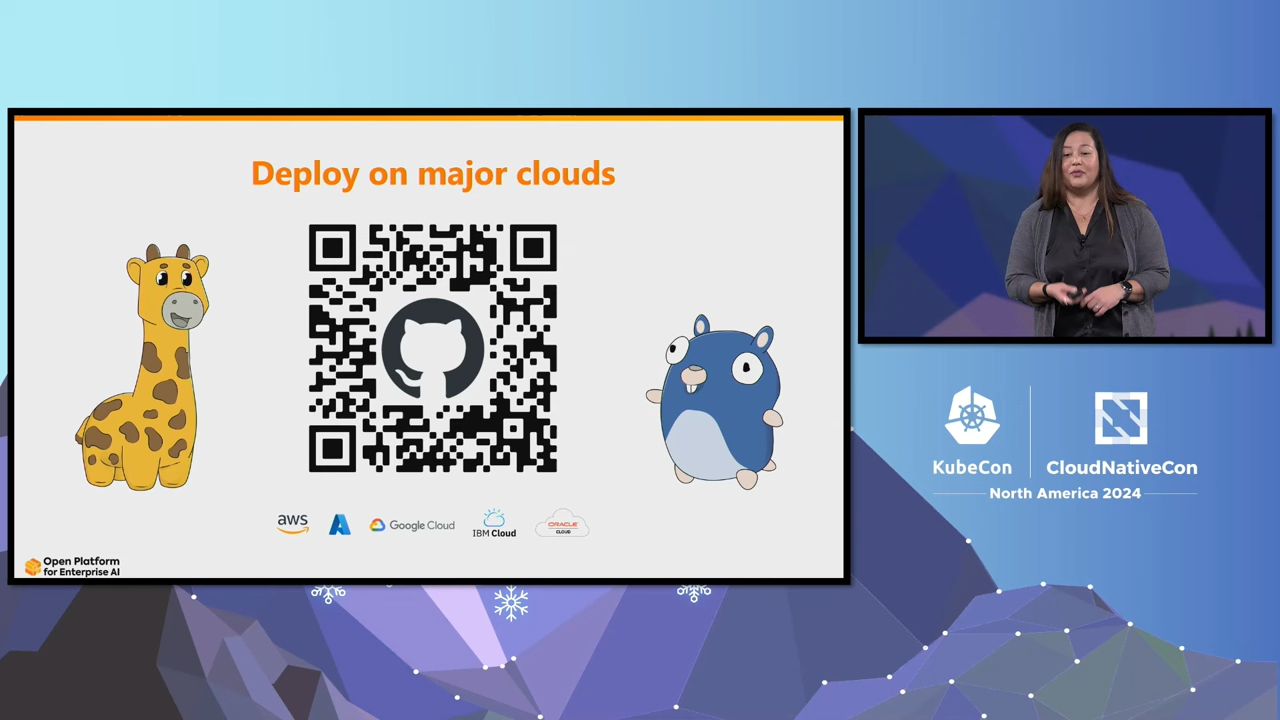 Deploy on major clouds
aws
Google Cloud
IBM Cloud
ORACLE
CLOUD
Open Platform
for Enterprise AI
KubeCon
CloudNativeCon
North America 2024